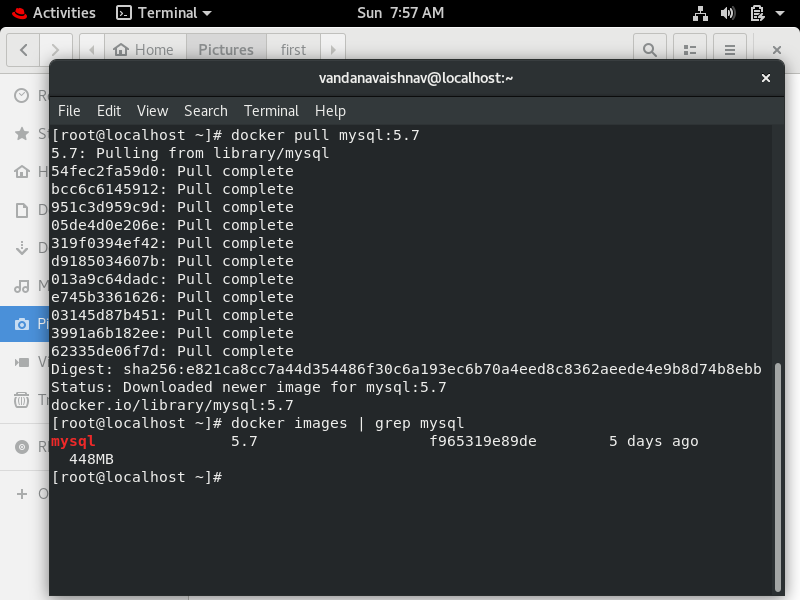 Activities Terminal Sun 7:57 AM
Home Pictures first
vandanavaishnav@localhost:~
File Edit View Search Terminal Help
[root@localhost ~]# docker pull mysql:5.7
5.7: Pulling from library/mysql
54fec2fa59d0: Pull complete
bcc6c6145912: Pull complete
951c3d959c9d: Pull complete
05de4d0e206e: Pull complete
319f0394ef42: Pull complete
d9185034607b: Pull complete
013a9c64dadc: Pull complete
e745b3361626: Pull complete
03145d87b451: Pull complete
3991a6b182ee: Pull complete
62335de06f7d: Pull complete
Digest: sha256:e821ca8cc7a44d354486f30c6a193ec6b70a4eed8c8362aeede4e9b8d74b8ebb
Status: Downloaded newer image for mysql:5.7
docker.io/library/mysql:5.7
[root@localhost ~]# docker images | grep mysql
mysql 5.7 f965319e89de 5 days ago
448MB
[root@localhost ~]#